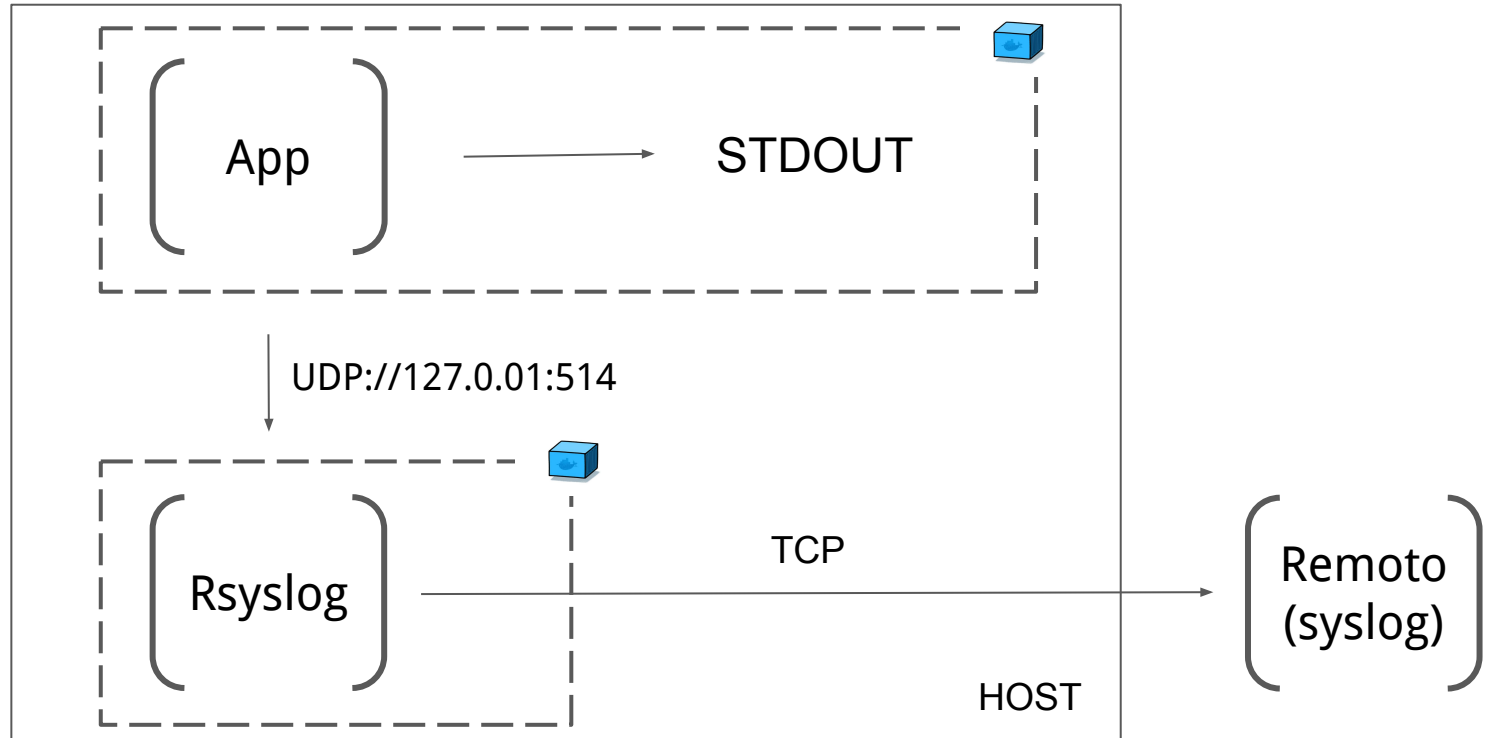 App
STDOUT
UDP://127.0.01:514
Rsyslog
TCP
Remoto
(syslog)
HOST